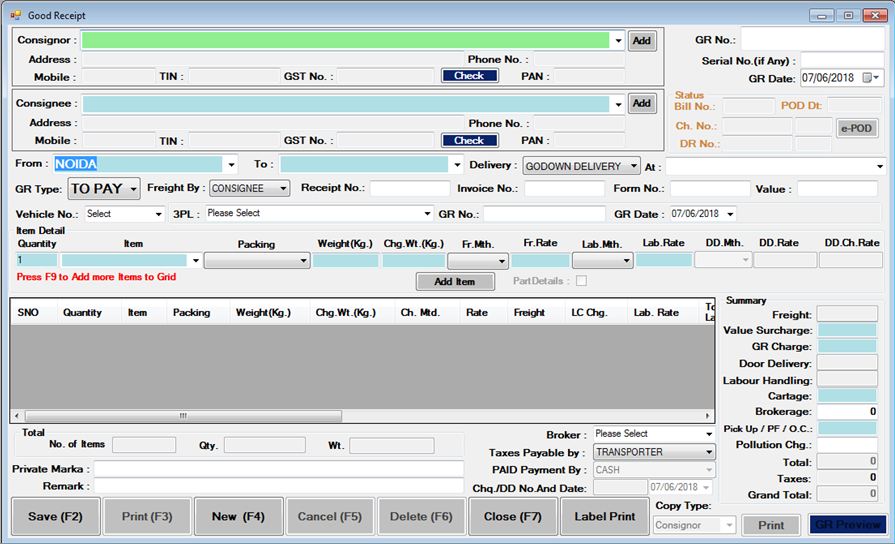 Good Receipt
Consignor : Add GR No.:
Address : Phone No. : Serial No.(if Any) :
Mobile : TIN : GST No. : Check PAN : GR Date: 07/06/2018
Consignee : Add Status
Bill No.: POD Dt:
Address : Phone No. : Ch. No.: e-POD
Mobile : TIN : GST No. : Check PAN : DR No.:
From : NOIDA To : Delivery : GODOWN DELIVERY At :
GR Type: TO PAY Freight By : CONSIGNEE Receipt No.: Invoice No.: Form No.: Value :
Vehicle No.: Select 3PL : Please Select GR No.: GR Date : 07/06/2018
Item Detail
Quantity Item Packing Weight(Kg.) Chg.Wt.(Kg.) Fr.Mth. Fr.Rate Lab.Mth. Lab.Rate DD.Mth. DD.Rate DD.Ch.Rate
1
Press F9 to Add more Items to Grid Add Item PartDetails :
SNO Quantity Item Packing Weight(Kg.) Chg.Wt.(Kg.) Ch. Mtd. Rate Freight LC Chg. Lab. Rate To
La
Summary
Freight:
Value Surcharge:
GR Charge:
Door Delivery:
Labour Handling:
Cartage:
Brokerage: 0
Pick Up / PF / O.C.:
Pollution Chg.:
Total: 0
Taxes: 0
Grand Total: 0
Total
No. of Items Qty. Wt.
Broker : Please Select
Taxes Payable by : TRANSPORTER
Private Marka : PAID Payment By : CASH
Remark : Chq./DD No.And Date: 07/06/2018
Save (F2) Print (F3) New (F4) Cancel (F5) Delete (F6) Close (F7) Label Print
Copy Type:
Consignor Print GR Preview